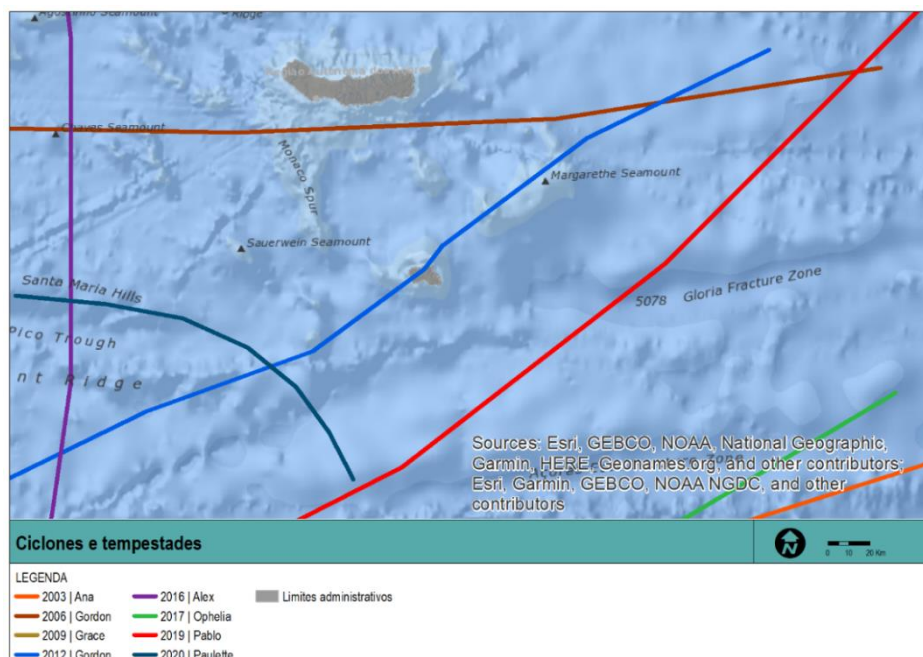 Agostinho Seamount
Ridge
Chaves Seamount
Monaco Spur
Margarethe Seamount
Sauerwein Seamount
Santa Maria Hills
5078 Gloria Fracture Zone
Pico Trough
nt Ridge
Sources: Esri, GEBCO, NOAA, National Geographic,
Garmin, HERE, Geonames.org, and other contributors;
Esri, Garmin, GEBCO, NOAA NGDC, and other
contributors
Zone
Ciclones e tempestades
N
0 10 20 Km
LEGENDA
2003 | Ana
2006 | Gordon
2009 | Grace
2012 | Gordon
2016 | Alex
2017 | Ophelia
2019 | Pablo
2020 | Paulette
Limites administrativos